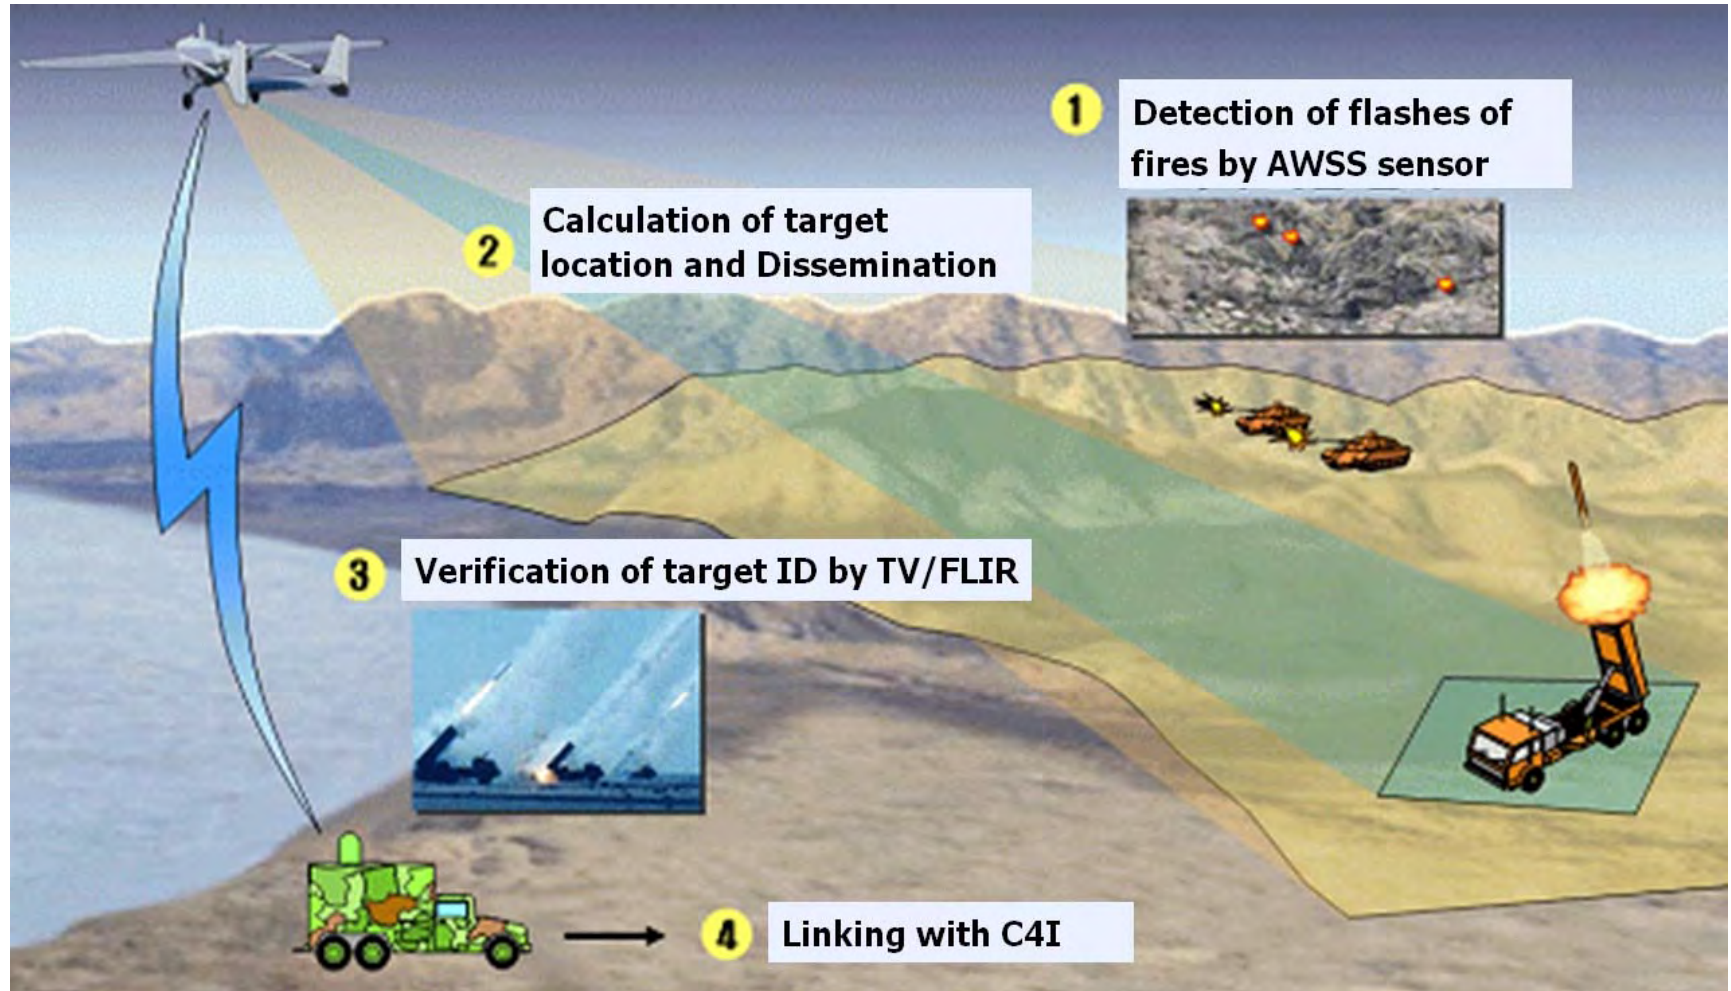 1
Detection of flashes of
fires by AWSS sensor
2
Calculation of target
location and Dissemination
3
Verification of target ID by TV/FLIR
4
Linking with C4I